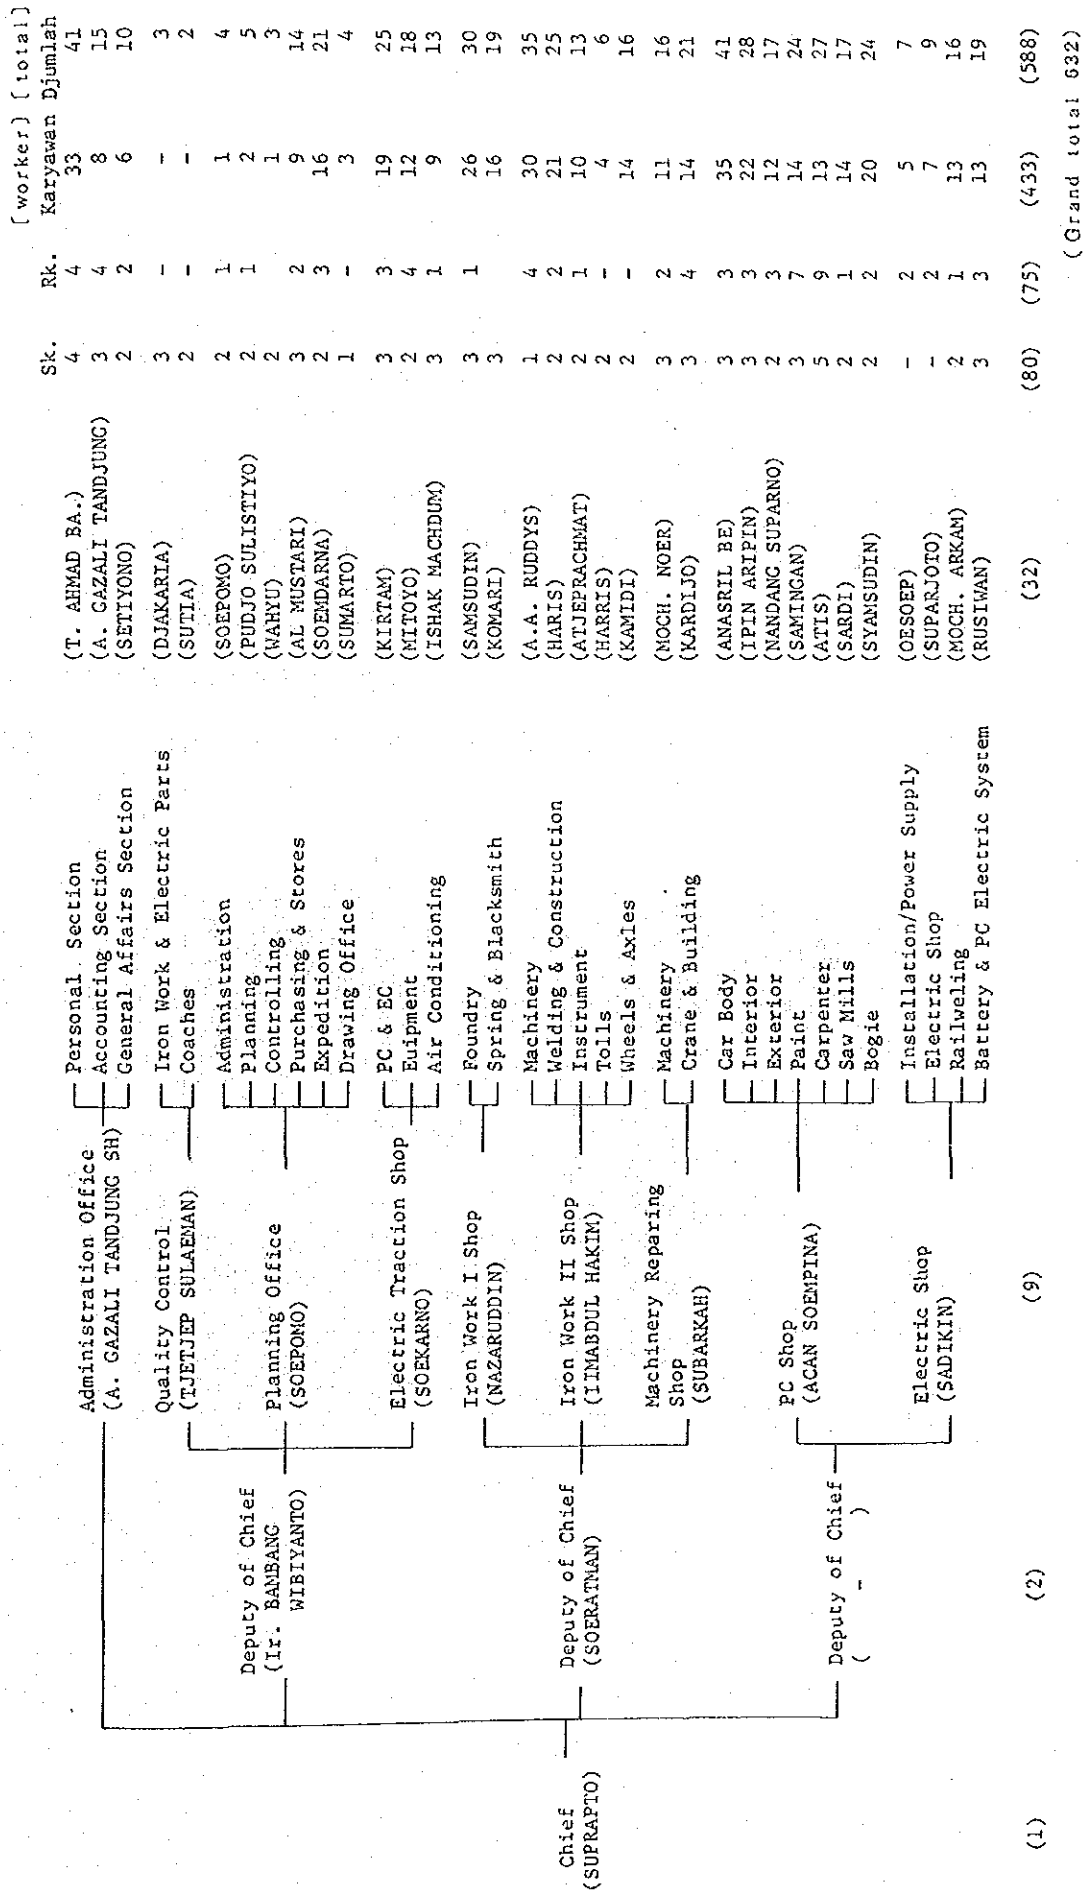 [worker] [total]
Sk. Rk. Karyawan Djumlah
Administration Office
(A. GAZALI TANDJUNG SH)
Personal Section (T. AHMAD BA.) 4 4 33 41
Accounting Section (A. GAZALI TANDJUNG) 3 4 8 15
General Affairs Section (SETIYONO) 2 2 6 10
Quality Control
(TJETJEP SULAEMAN)
Iron Work & Electric Parts (DJAKARIA) 3 - - 3
Coaches (SUTIA) 2 - - 2
Deputy of Chief
(Ir. BAMBANG
WIBIYANTO)
Planning Office
(SOEPOMO)
Administration (SOEPOMO) 2 1 1 4
Planning (PUDJO SULISTIYO) 2 1 2 5
Controlling (WAHYU) 2 1 3
Purchasing & Stores (AL MUSTARI) 3 2 9 14
Expedition (SOEMDARNA) 2 3 16 21
Drawing Office (SUMARTO) 1 - 3 4
Electric Traction Shop
(SOEKARNO)
PC & EC (KIRTAM) 3 3 19 25
Euipment (MITOYO) 2 4 12 18
Air Conditioning (ISHAK MACHDUM) 3 1 9 13
Iron Work I Shop
(NAZARUDDIN)
Foundry (SAMSUDIN) 3 1 26 30
Spring & Blacksmith (KOMARI) 3 16 19
Chief
(SUPRAPTO)
Deputy of Chief
(SOERATMAN)
Iron Work II Shop
(IIMABDUL HAKIM)
Machinery (A.A. RUDDYS) 1 4 30 35
Welding & Construction (HARIS) 2 2 21 25
Instrument (ATJEPRACHMAT) 2 1 10 13
Tolls (HARRIS) 2 - 4 6
Wheels & Axles (KAMIDI) 2 - 14 16
Machinery Reparing
Shop
(SUBARKAH)
Machinery (MOCH. NOER) 3 2 11 16
Crane & Building (KARDIJO) 3 4 14 21
Deputy of Chief
( - )
PC Shop
(ACAN SOEMPINA)
Car Body (ANASRIL BE) 3 3 35 41
Interior (IPIN ARIPIN) 3 3 22 28
Exterior (NANDANG SUPARNO) 2 3 12 17
Paint (SAMINGAN) 3 7 14 24
Carpenter (ATIS) 5 9 13 27
Saw Mills (SARDI) 2 1 14 17
Bogie (SYAMSUDIN) 2 2 20 24
Electric Shop
(SADIKIN)
Installation/Power Supply (OESOEP) - 2 5 7
Electric Shop (SUPARJOTO) - 2 7 9
Railweling (MOCH. ARKAM) 2 1 13 16
Battery & PC Electric System (RUSIWAN) 3 3 13 19
(1) (2) (9) (32) (80) (75) (433) (588)
(Grand total 632)